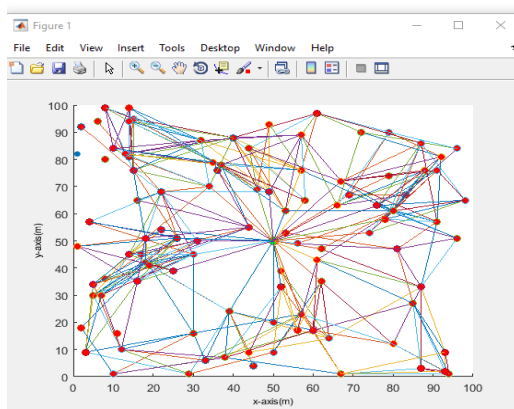 Figure 1
File Edit View Insert Tools Desktop Window Help
100
90
80
70
60
50
40
30
20
10
0
y-axis(m)
0 10 20 30 40 50 60 70 80 90 100
x-axis(m)